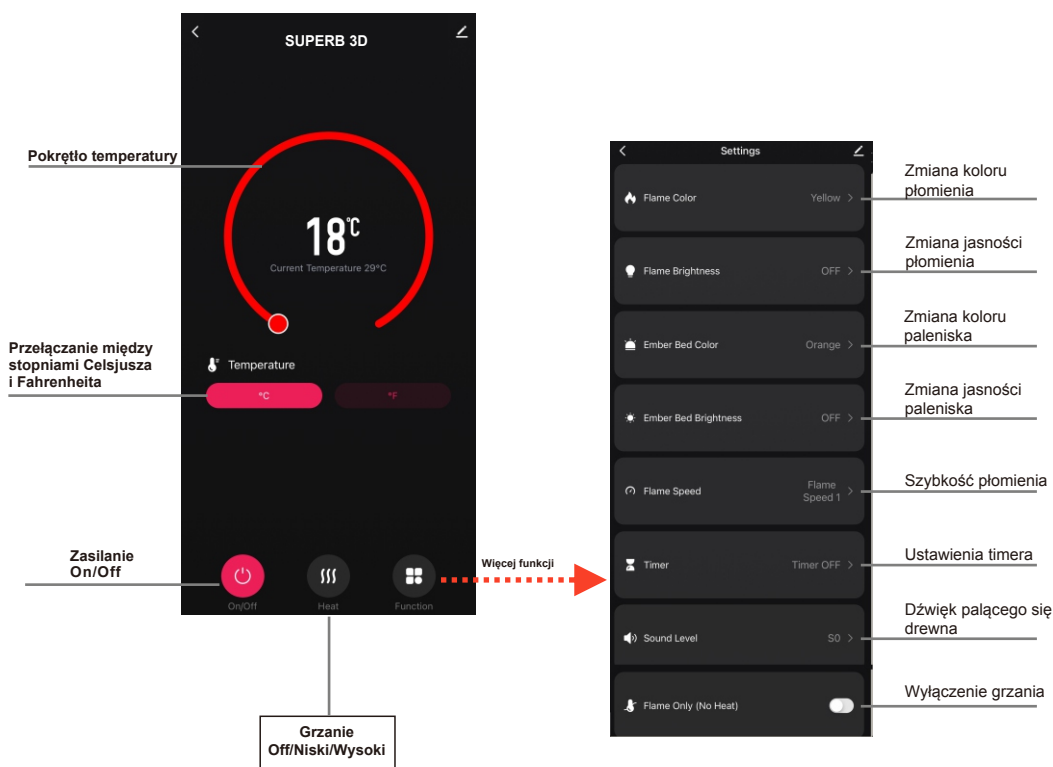 SUPERB 3D
Pokrętło temperatury
18°C
Current Temperature 29°C
Przełączanie między
stopniami Celsjusza
i Fahrenheita
Temperature
°C
°F
Zasilanie
On/Off
On/Off
Heat
Function
Więcej funkcji
Grzanie
Off/Niski/Wysoki
Settings
Flame Color
Yellow
Zmiana koloru
płomienia
Flame Brightness
OFF
Zmiana jasności
płomienia
Ember Bed Color
Orange
Zmiana koloru
paleniska
Ember Bed Brightness
OFF
Zmiana jasności
paleniska
Flame Speed
Flame
Speed 1
Szybkość płomienia
Timer
Timer OFF
Ustawienia timera
Sound Level
S0
Dźwięk palącego się
drewna
Flame Only (No Heat)
Wyłączenie grzania